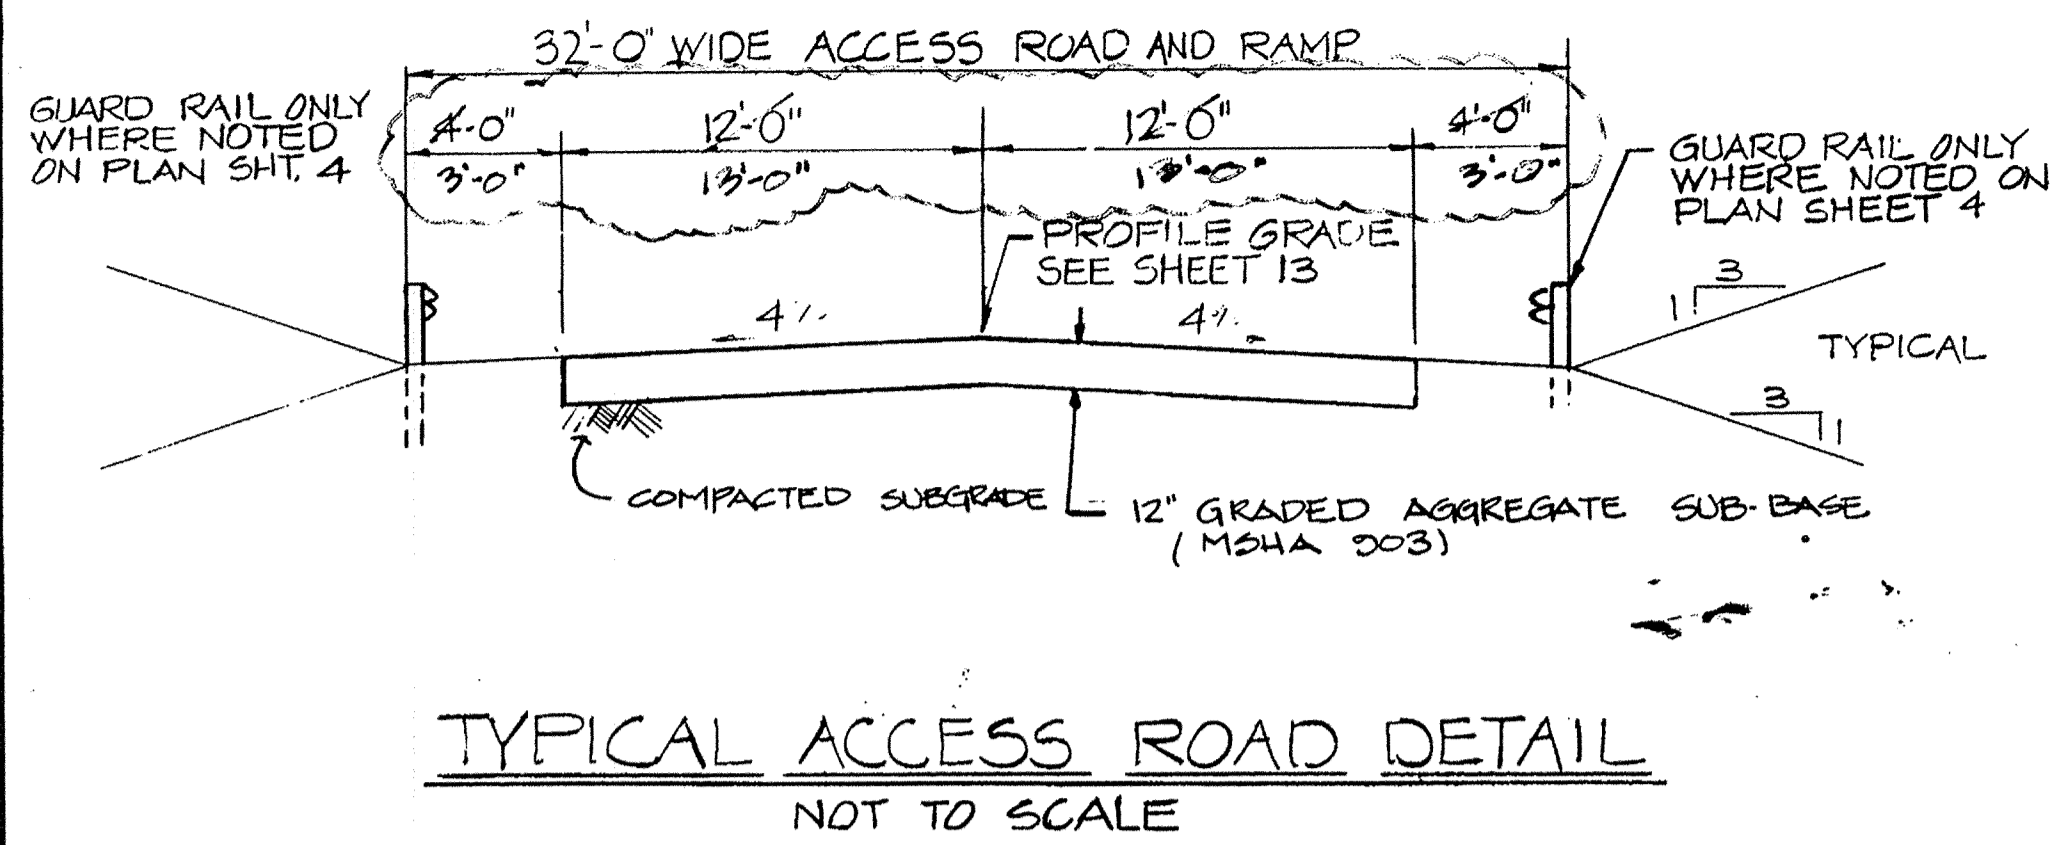 32'-0" WIDE ACCESS ROAD AND RAMP
GUARD RAIL ONLY
WHERE NOTED
ON PLAN SHT. 4
4'-0" 12'-0" 12'-0" 4'-0"
3'-0" 13'-0" 13'-0" 3'-0"
GUARD RAIL ONLY
WHERE NOTED ON
PLAN SHEET 4
PROFILE GRADE
SEE SHEET 13
4% 4%
3
1
TYPICAL
3
1
COMPACTED SUBGRADE
12" GRADED AGGREGATE SUB-BASE
(MSHA 903)
TYPICAL ACCESS ROAD DETAIL
NOT TO SCALE